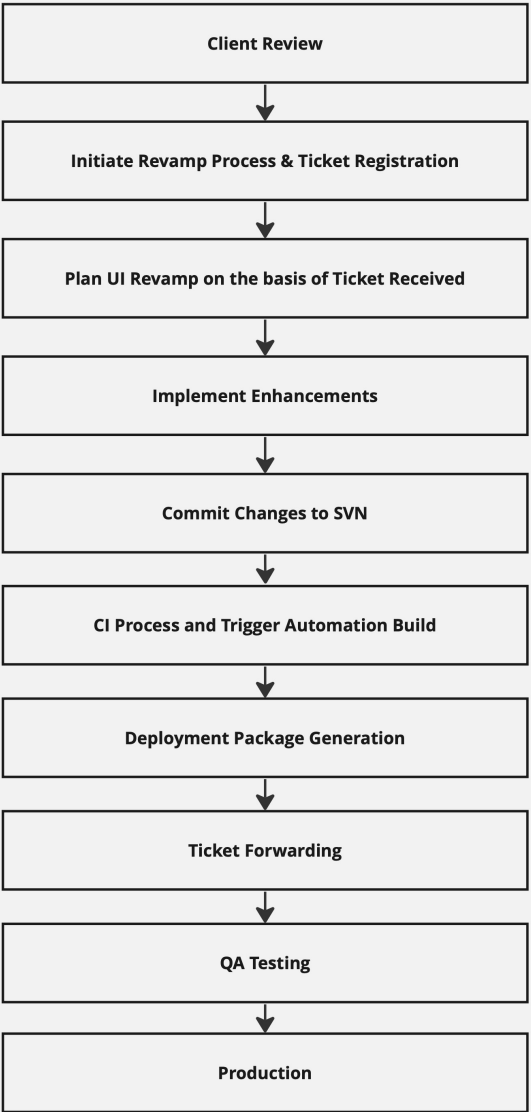 Client Review
Initiate Revamp Process & Ticket Registration
Plan UI Revamp on the basis of Ticket Received
Implement Enhancements
Commit Changes to SVN
CI Process and Trigger Automation Build
Deployment Package Generation
Ticket Forwarding
QA Testing
Production